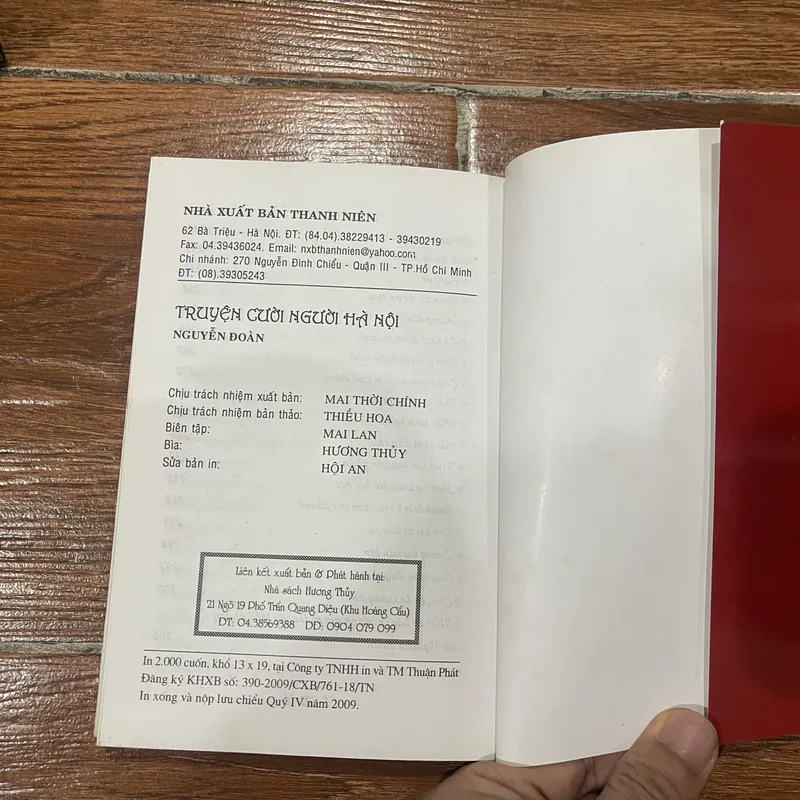 NHÀ XUẤT BẢN THANH NIÊN
62 Bà Triệu - Hà Nội. ĐT: (84.04).38229413 - 39430219
Fax: 04.39436024. Email: nxbthanhnien@yahoo.com
Chi nhánh: 270 Nguyễn Đình Chiểu - Quận III - TP.Hồ Chí Minh
ĐT: (08).39305243
TRUYỆN CƯỜI NGƯỜI HÀ NỘI
NGUYỄN ĐOÀN
Chịu trách nhiệm xuất bản: MAI THỜI CHÍNH
Chịu trách nhiệm bản thảo: THIỀU HOA
Biên tập: MAI LAN
Bìa: HƯƠNG THỦY
Sửa bản in: HỘI AN
Liên kết xuất bản & Phát hành tại:
Nhà sách Hương Thủy
21 Ngõ 19 Phố Trần Quang Diệu (Khu Hoàng Cầu)
ĐT: 04.38569388 DĐ: 0904 079 099
In 2.000 cuốn, khổ 13 x 19, tại Công ty TNHH in và TM Thuận Phát
Đăng ký KHXB số: 390-2009/CXB/761-18/TN
In xong và nộp lưu chiểu Quý IV năm 2009.